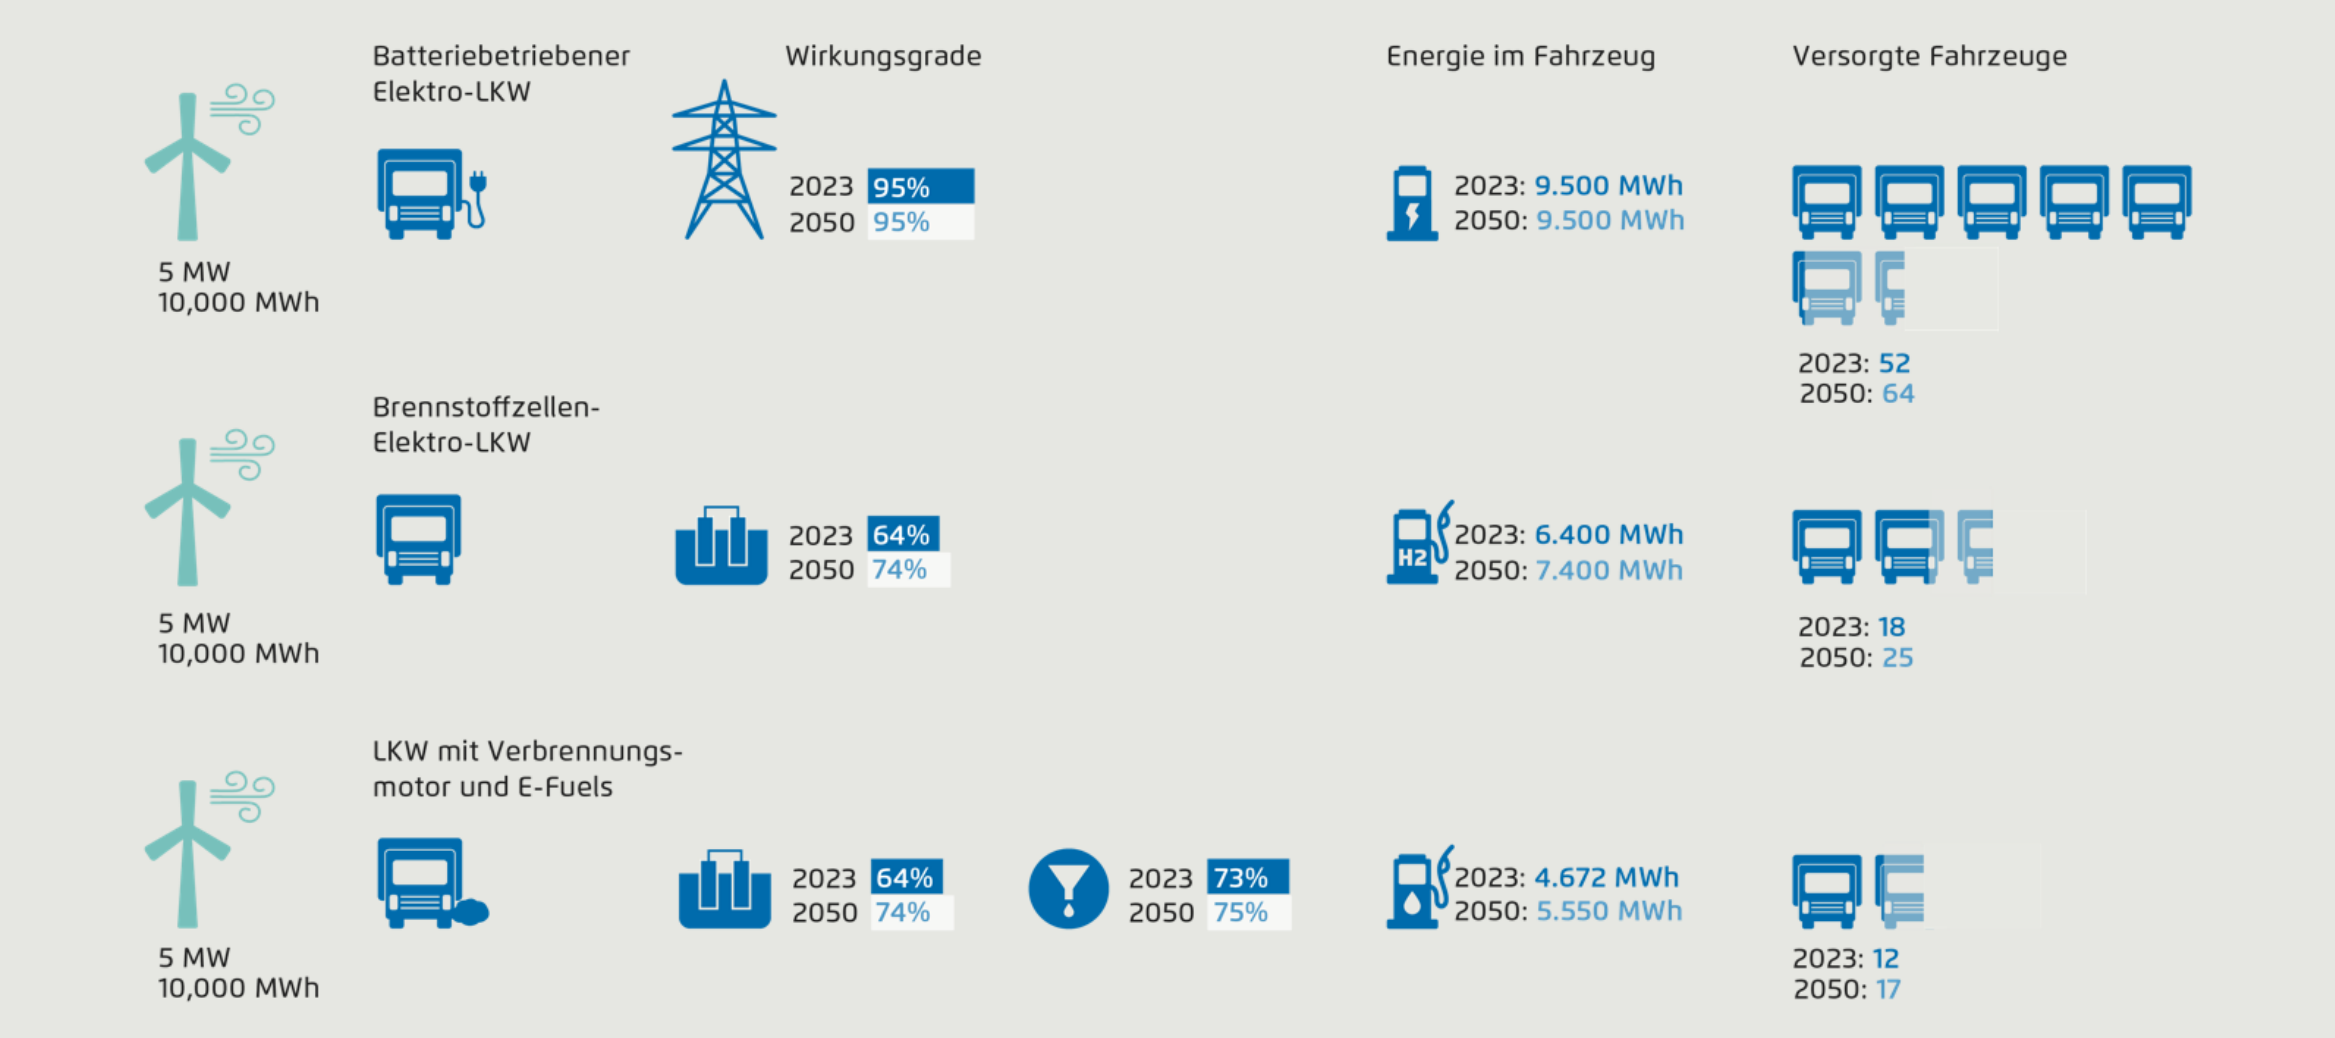 Batteriebetriebener
Elektro-LKW
Wirkungsgrade
Energie im Fahrzeug
Versorgte Fahrzeuge
5 MW
10,000 MWh
2023 95%
2050 95%
2023: 9.500 MWh
2050: 9.500 MWh
2023: 52
2050: 64
Brennstoffzellen-
Elektro-LKW
5 MW
10,000 MWh
2023 64%
2050 74%
H2
2023: 6.400 MWh
2050: 7.400 MWh
2023: 18
2050: 25
LKW mit Verbrennungs-
motor und E-Fuels
5 MW
10,000 MWh
2023 64%
2050 74%
2023 73%
2050 75%
2023: 4.672 MWh
2050: 5.550 MWh
2023: 12
2050: 17